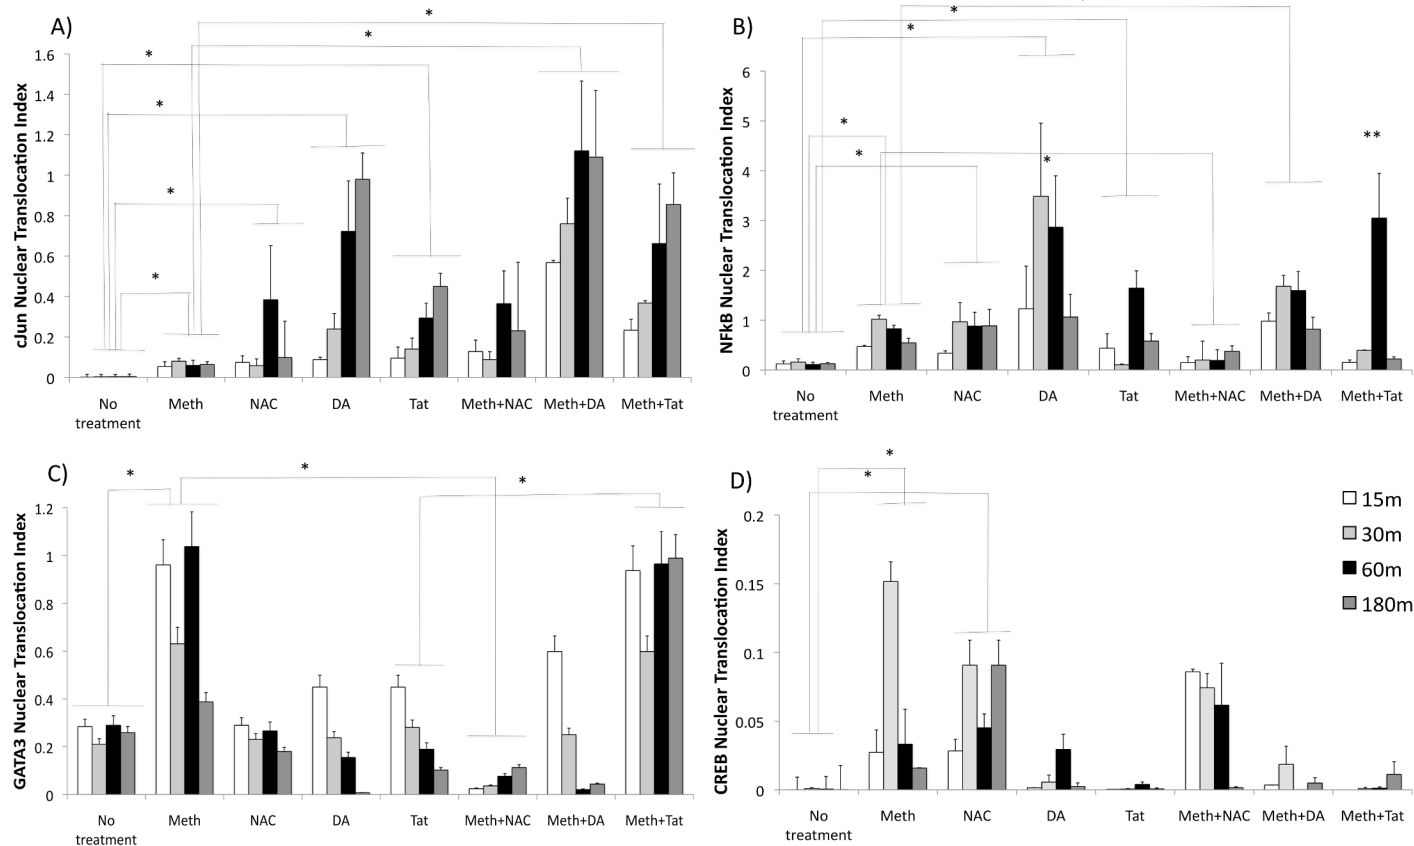 A)
cJun Nuclear Translocation Index
1.6
1.4
1.2
1
0.8
0.6
0.4
0.2
0
*
*
*
*
*
*
No treatment
Meth
NAC
DA
Tat
Meth+NAC
Meth+DA
Meth+Tat
B)
NFkB Nuclear Translocation Index
6
5
4
3
2
1
0
*
*
*
*
*
**
No treatment
Meth
NAC
DA
Tat
Meth+NAC
Meth+DA
Meth+Tat
C)
GATA3 Nuclear Translocation Index
1.2
1
0.8
0.6
0.4
0.2
0
*
*
*
No treatment
Meth
NAC
DA
Tat
Meth+NAC
Meth+DA
Meth+Tat
D)
CREB Nuclear Translocation Index
0.2
0.15
0.1
0.05
0
*
*
No treatment
Meth
NAC
DA
Tat
Meth+NAC
Meth+DA
Meth+Tat
15m
30m
60m
180m